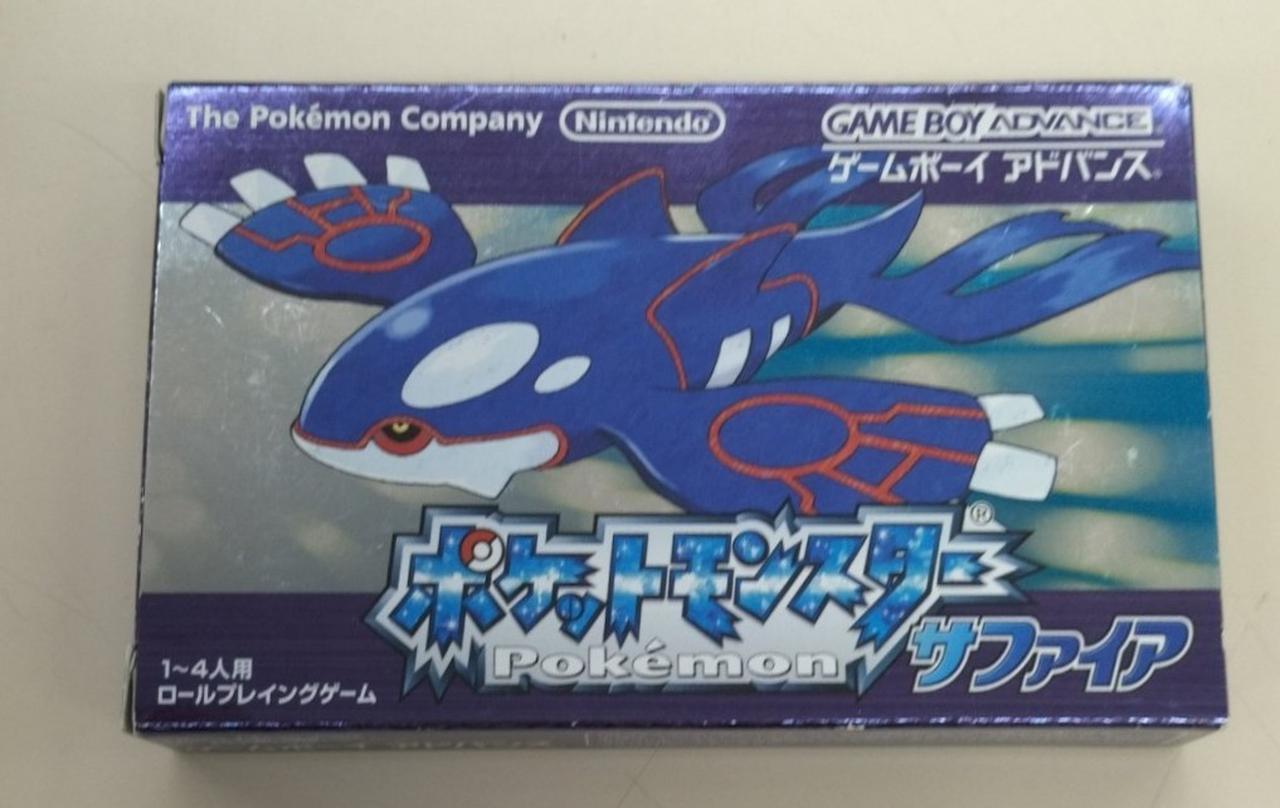 The Pokémon Company Nintendo GAME BOY ADVANCE
ゲームボーイ アドバンス
ポケットモンスター®
Pokémon サファイア
1~4人用
ロールプレイングゲーム